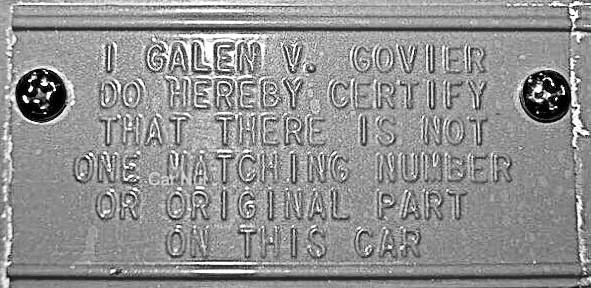 I GALEN V. GOVIER
DO HEREBY CERTIFY
THAT THERE IS NOT
ONE MATCHING NUMBER
OR ORIGINAL PART
ON THIS CAR